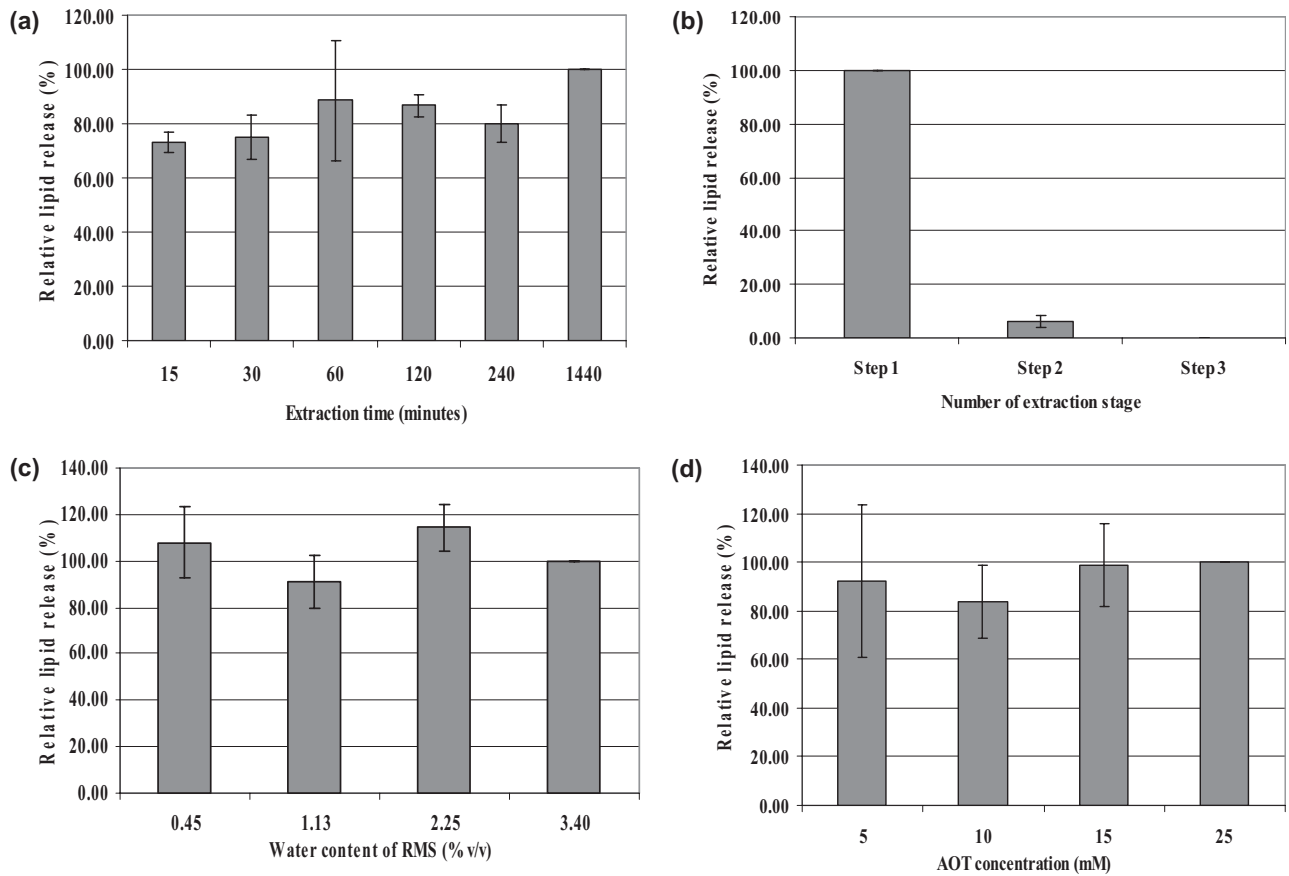 (a)
120.00
100.00
80.00
60.00
40.00
20.00
0.00
Relative lipid release (%)
15 30 60 120 240 1440
Extraction time (minutes)
(b)
120.00
100.00
80.00
60.00
40.00
20.00
0.00
Relative lipid release (%)
Step 1 Step 2 Step 3
Number of extraction stage
(c)
140.00
120.00
100.00
80.00
60.00
40.00
20.00
0.00
Relative lipid release (%)
0.45 1.13 2.25 3.40
Water content of RMS (% v/v)
(d)
140.00
120.00
100.00
80.00
60.00
40.00
20.00
0.00
Relative lipid release (%)
5 10 15 25
AOT concentration (mM)